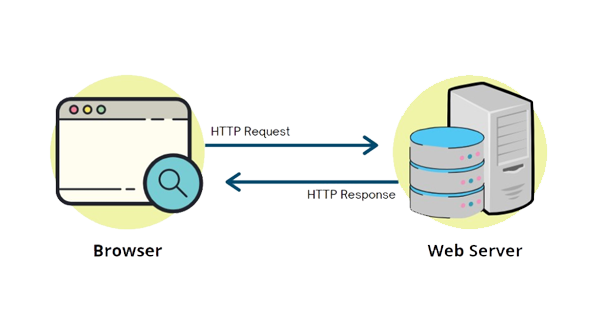 HTTP Request
HTTP Response
Browser
Web Server